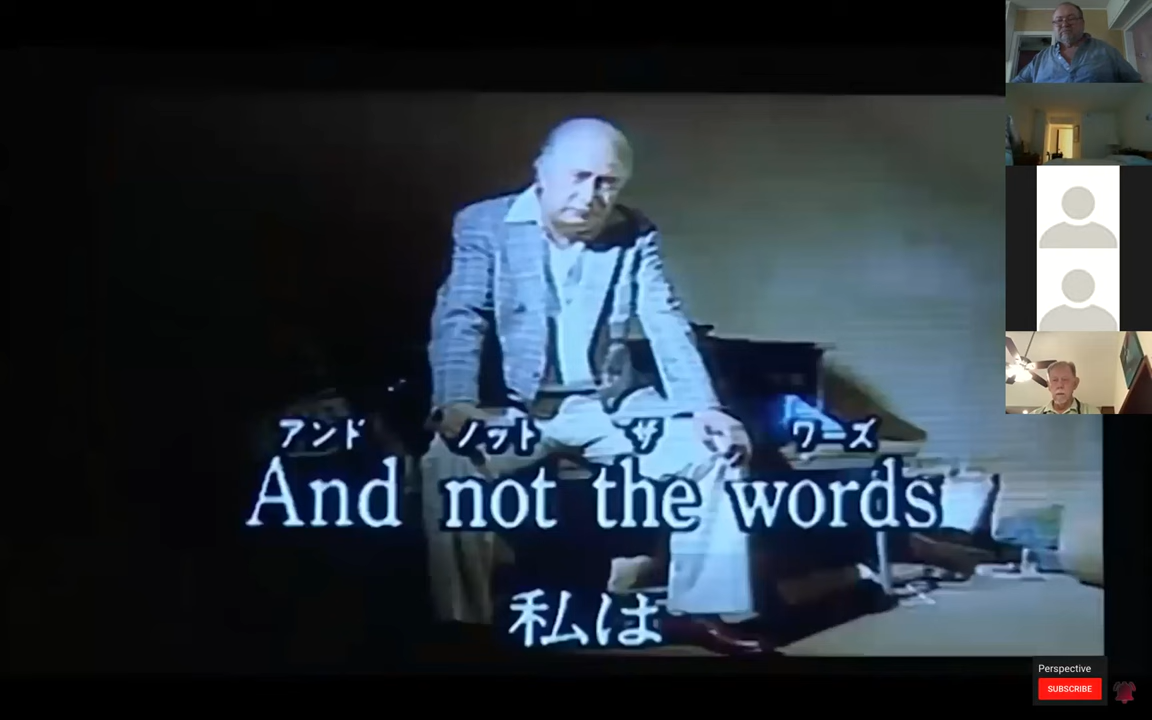 アンド ノット ザ ワーズ
And not the words
私は
Perspective
SUBSCRIBE